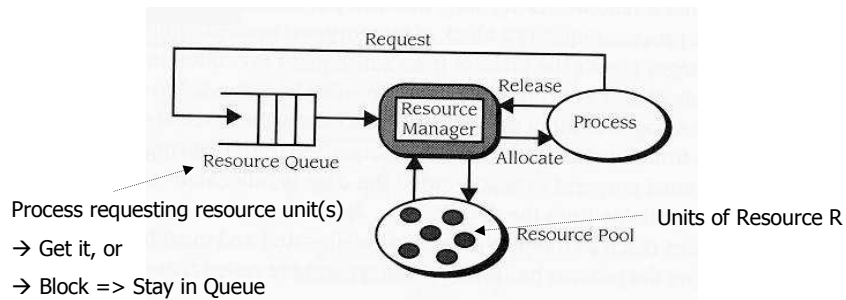 Request
Release
Resource
Manager
Process
Allocate
Resource Queue
Process requesting resource unit(s)
→ Get it, or
→ Block => Stay in Queue
Resource Pool
Units of Resource R